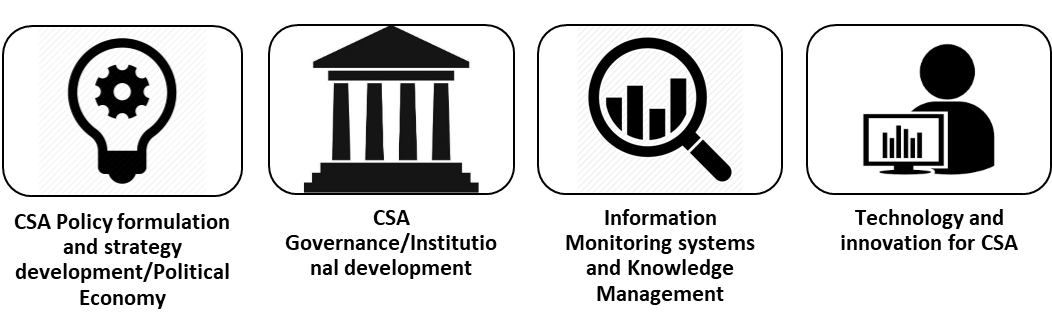 CSA Policy formulation
and strategy
development/Political
Economy
CSA
Governance/Institutio
nal development
Information
Monitoring systems
and Knowledge
Management
Technology and
innovation for CSA